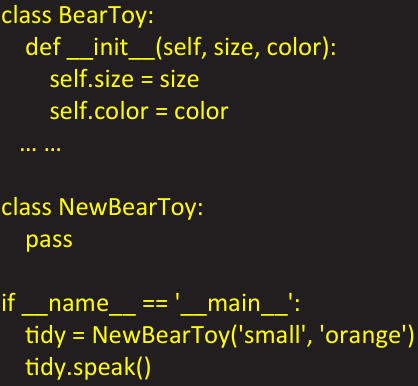 class BearToy:
    def __init__(self, size, color):
        self.size = size
        self.color = color
   ... ...
class NewBearToy:
    pass
if __name__ == '__main__':
    tidy = NewBearToy('small', 'orange')
    tidy.speak()